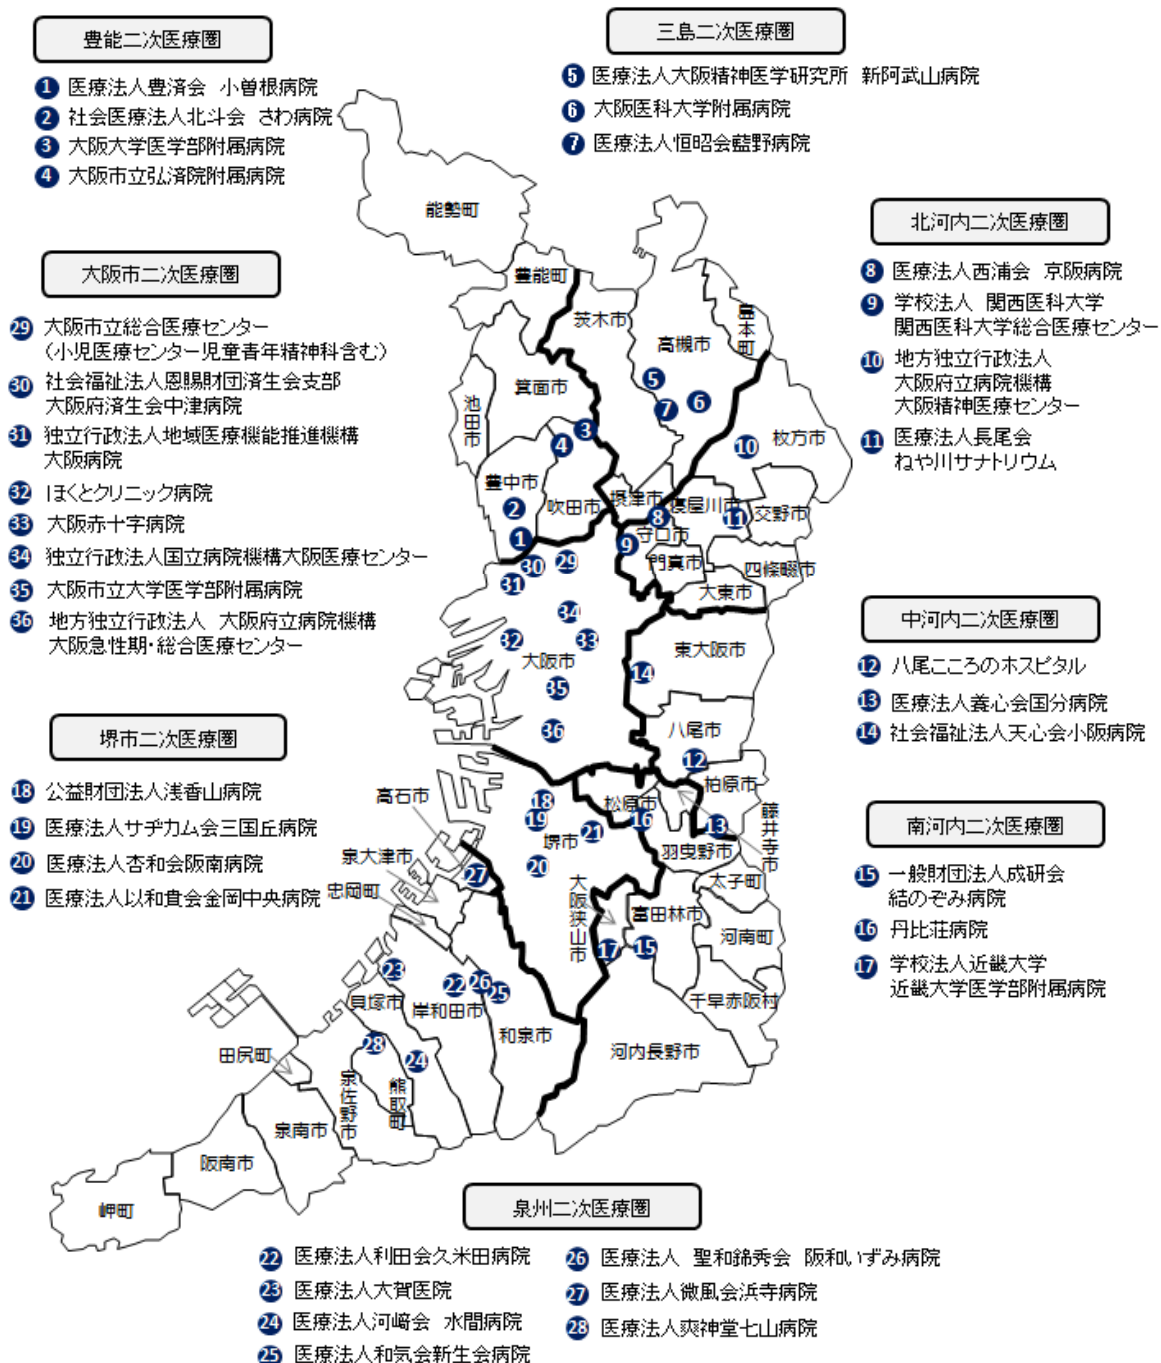 豊能二次医療圏
1 医療法人豊済会 小曽根病院
2 社会医療法人北斗会 さわ病院
3 大阪大学医学部附属病院
4 大阪市立弘済院附属病院
三島二次医療圏
5 医療法人大阪精神医学研究所 新阿武山病院
6 大阪医科大学附属病院
7 医療法人恒昭会藍野病院
北河内二次医療圏
8 医療法人西浦会 京阪病院
9 学校法人 関西医科大学
関西医科大学総合医療センター
10 地方独立行政法人
大阪府立病院機構
大阪精神医療センター
11 医療法人長尾会
ねや川サナトリウム
大阪市二次医療圏
29 大阪市立総合医療センター
(小児医療センター児童青年精神科含む)
30 社会福祉法人恩賜財団済生会支部
大阪府済生会中津病院
31 独立行政法人地域医療機能推進機構
大阪病院
32 ほくとクリニック病院
33 大阪赤十字病院
34 独立行政法人国立病院機構大阪医療センター
35 大阪市立大学医学部附属病院
36 地方独立行政法人 大阪府立病院機構
大阪急性期・総合医療センター
中河内二次医療圏
12 八尾こころのホスピタル
13 医療法人養心会国分病院
14 社会福祉法人天心会小阪病院
堺市二次医療圏
18 公益財団法人浅香山病院
19 医療法人サヂカム会三国丘病院
20 医療法人杏和会阪南病院
21 医療法人以和貴会金岡中央病院
南河内二次医療圏
15 一般財団法人成研会
結のぞみ病院
16 丹比荘病院
17 学校法人近畿大学
近畿大学医学部附属病院
能勢町
豊能町
茨木市
高槻市
島本町
箕面市
池田市
5
6
7
3
4
10
枚方市
豊中市
2
吹田市
摂津市
寝屋川市
8
11
交野市
1
守口市
9
門真市
四條畷市
大東市
30
29
31
34
32
33
大阪市
35
36
東大阪市
14
八尾市
12
柏原市
藤井寺市
高石市
18
19
堺市
21
20
松原市
16
13
羽曳野市
泉大津市
27
忠岡町
大阪狭山市
太子町
富田林市
河南町
17
15
千早赤阪村
23
22
26
25
貝塚市
岸和田市
和泉市
河内長野市
28
24
田尻町
泉佐野市
熊取町
泉南市
阪南市
岬町
泉州二次医療圏
22 医療法人利田会久米田病院
23 医療法人大賀医院
24 医療法人河﨑会 水間病院
25 医療法人和気会新生会病院
26 医療法人 聖和錦秀会 阪和いずみ病院
27 医療法人微風会浜寺病院
28 医療法人爽神堂七山病院